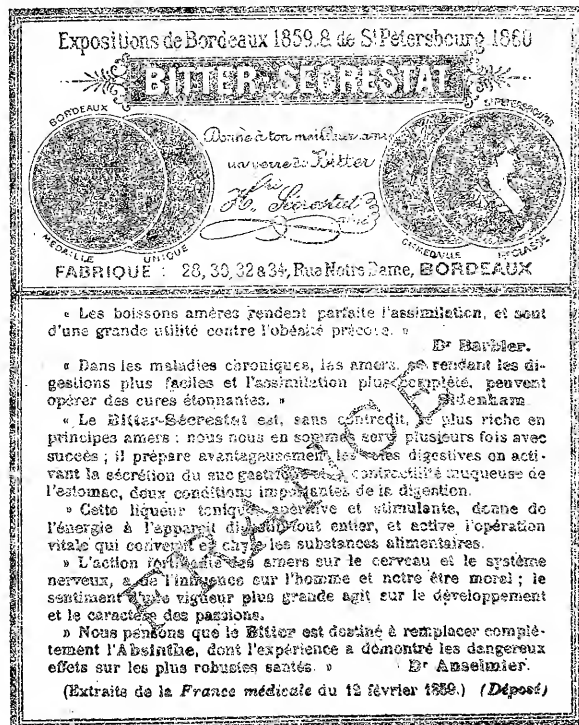 Expositions de Bordeaux 1859 & de St Pétersbourg 1860
BITTER SECRESTAT
BORDEAUX
St PETERSBOURG
Donne à ton meilleur ami
un verre de Bitter
H. Secrestat
MEDAILLE UNIQUE
CLASSE
FABRIQUE : 28, 30, 32 & 34, Rue Notre Dame, BORDEAUX
« Les boissons amères rendent parfaite l'assimilation, et sont
d'une grande utilité contre l'obésité précoce. »
Dr Barbier.
« Dans les maladies chroniques, les amers, en rendant les di-
gestions plus faciles et l'assimilation plus complète, peuvent
opérer des cures étonnantes. » Sidenham
« Le Bitter-Secrestat est, sans contredit, le plus riche en
principes amers ; nous nous en sommes servi plusieurs fois avec
succès ; il prépare avantageusement les voies digestives en acti-
vant la sécrétion du suc gastrique et la contractilité muqueuse de
l'estomac, deux conditions importantes de la digestion.
» Cette liqueur tonique, apéritive et stimulante, donne de
l'énergie à l'appareil digestif tout entier, et active l'opération
vitale qui convertit en chyle les substances alimentaires.
» L'action fortifiante des amers sur le cerveau et le système
nerveux, a de l'influence sur l'homme et notre être moral ; le
sentiment d'une vigueur plus grande agit sur le développement
et le caractère des passions.
» Nous pensons que le Bitter est destiné à remplacer complè-
tement l'Absinthe, dont l'expérience a démontré les dangereux
effets sur les plus robustes santés. » Dr Anselmier.
(Extraits de la France médicale du 12 février 1859.) (Déposé)